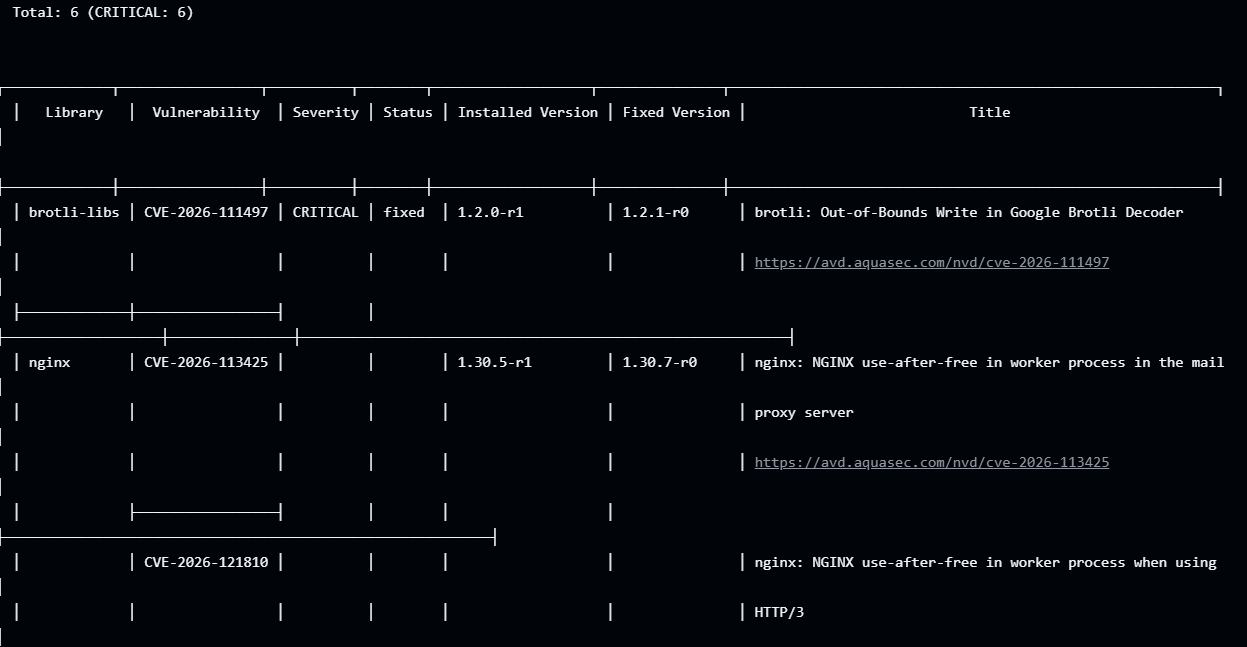 Total: 6 (CRITICAL: 6)
Library Vulnerability Severity Status Installed Version Fixed Version Title
brotli-libs CVE-2026-111497 CRITICAL fixed 1.2.0-r1 1.2.1-r0 brotli: Out-of-Bounds Write in Google Brotli Decoder
https://avd.aquasec.com/nvd/cve-2026-111497
nginx CVE-2026-113425 1.30.5-r1 1.30.7-r0 nginx: NGINX use-after-free in worker process in the mail
proxy server
https://avd.aquasec.com/nvd/cve-2026-113425
CVE-2026-121810 nginx: NGINX use-after-free in worker process when using
HTTP/3